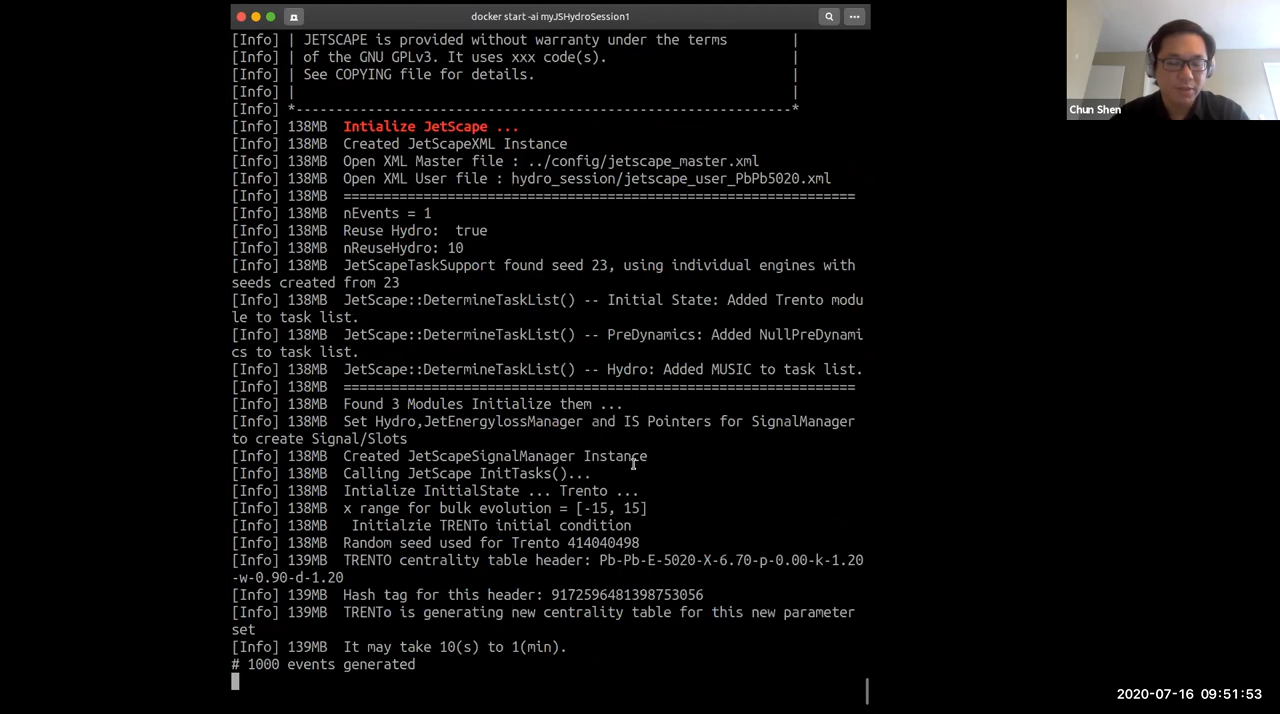 docker start -ai myJSHydroSession1
[Info] | JETSCAPE is provided without warranty under the terms |
[Info] | of the GNU GPLv3. It uses xxx code(s). |
[Info] | See COPYING file for details. |
[Info] | |
[Info] *--------------------------------------------------------------*
[Info] 138MB Intialize JetScape ...
[Info] 138MB Created JetScapeXML Instance
[Info] 138MB Open XML Master file : ../config/jetscape_master.xml
[Info] 138MB Open XML User file : hydro_session/jetscape_user_PbPb5020.xml
[Info] 138MB ================================================================
[Info] 138MB nEvents = 1
[Info] 138MB Reuse Hydro: true
[Info] 138MB nReuseHydro: 10
[Info] 138MB JetScapeTaskSupport found seed 23, using individual engines with
seeds created from 23
[Info] 138MB JetScape::DetermineTaskList() -- Initial State: Added Trento modu
le to task list.
[Info] 138MB JetScape::DetermineTaskList() -- PreDynamics: Added NullPreDynami
cs to task list.
[Info] 138MB JetScape::DetermineTaskList() -- Hydro: Added MUSIC to task list.
[Info] 138MB ================================================================
[Info] 138MB Found 3 Modules Initialize them ...
[Info] 138MB Set Hydro,JetEnergylossManager and IS Pointers for SignalManager
to create Signal/Slots
[Info] 138MB Created JetScapeSignalManager Instance
[Info] 138MB Calling JetScape InitTasks()...
[Info] 138MB Intialize InitialState ... Trento ...
[Info] 138MB x range for bulk evolution = [-15, 15]
[Info] 138MB Initialzie TRENTo initial condition
[Info] 138MB Random seed used for Trento 414040498
[Info] 139MB TRENTO centrality table header: Pb-Pb-E-5020-X-6.70-p-0.00-k-1.20
-w-0.90-d-1.20
[Info] 139MB Hash tag for this header: 9172596481398753056
[Info] 139MB TRENTo is generating new centrality table for this new parameter
set
[Info] 139MB It may take 10(s) to 1(min).
# 1000 events generated
Chun Shen
2020-07-16 09:51:53